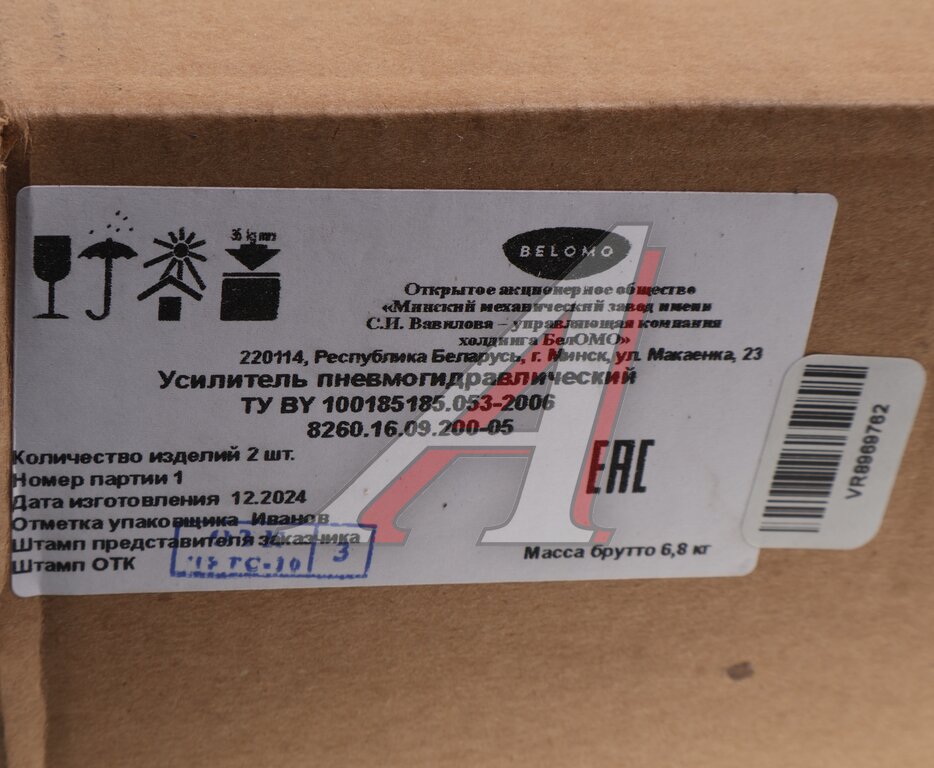 36 kg max
BELOMO
Открытое акционерное общество
«Минский механический завод имени
С.И. Вавилова – управляющая компания
холдинга БелОМО»
220114, Республика Беларусь, г. Минск, ул. Макаенка, 23
Усилитель пневмогидравлический
ТУ BY 100185185.053-2006
8260.16.09.200-05
EAC
Количество изделий 2 шт.
Номер партии 1
Дата изготовления 12.2024
Отметка упаковщика Иванов
Штамп представителя заказчика
Штамп ОТК
3
Масса брутто 6,8 кг
VR8969762